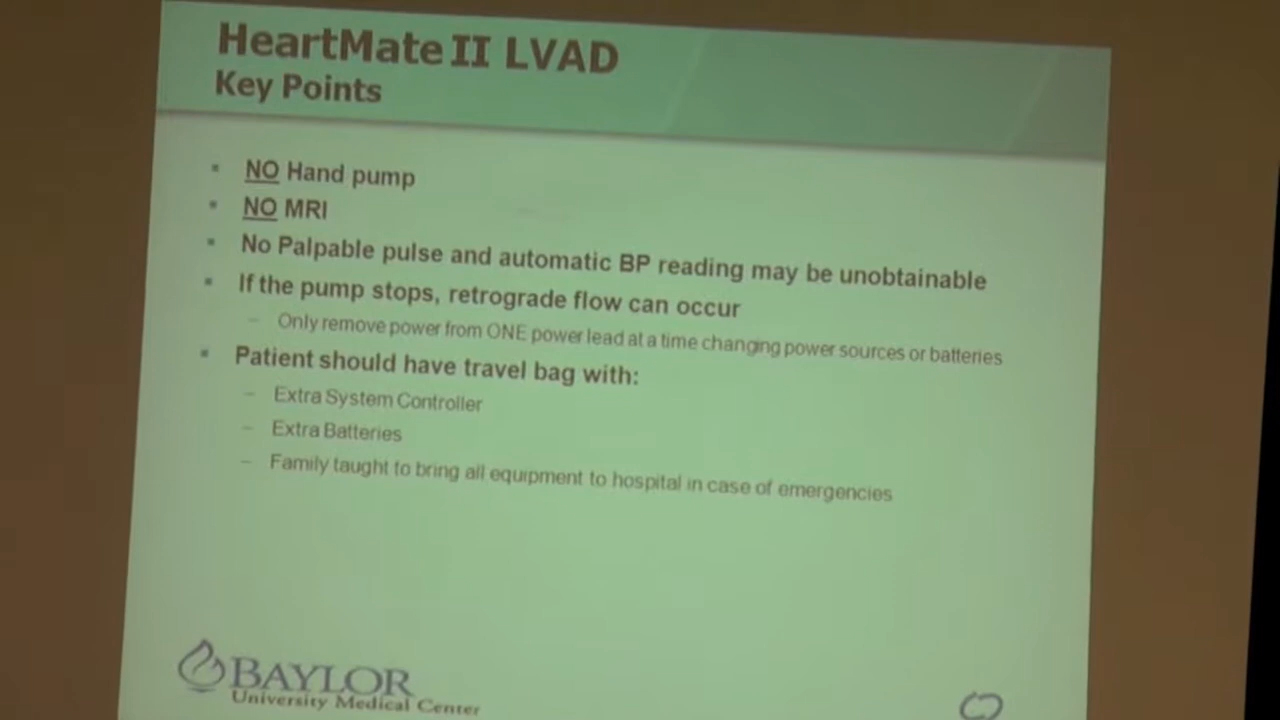 HeartMate II LVAD
Key Points
▪ NO Hand pump
▪ NO MRI
▪ No Palpable pulse and automatic BP reading may be unobtainable
▪ If the pump stops, retrograde flow can occur
– Only remove power from ONE power lead at a time changing power sources or batteries
▪ Patient should have travel bag with:
– Extra System Controller
– Extra Batteries
– Family taught to bring all equipment to hospital in case of emergencies
BAYLOR
University Medical Center